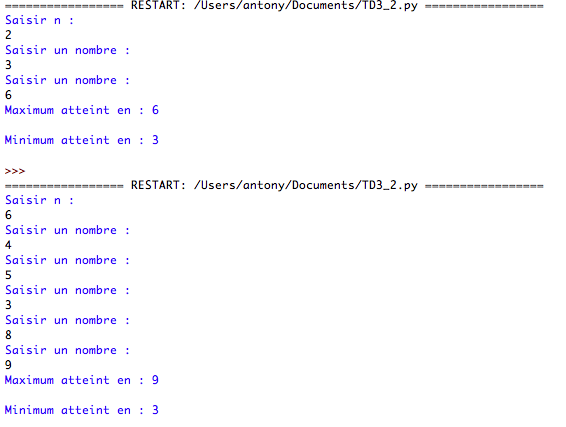 ================= RESTART: /Users/antony/Documents/TD3_2.py =================
Saisir n :
2
Saisir un nombre :
3
Saisir un nombre :
6
Maximum atteint en : 6
Minimum atteint en : 3
>>>
================= RESTART: /Users/antony/Documents/TD3_2.py =================
Saisir n :
6
Saisir un nombre :
4
Saisir un nombre :
5
Saisir un nombre :
3
Saisir un nombre :
8
Saisir un nombre :
9
Maximum atteint en : 9
Minimum atteint en : 3